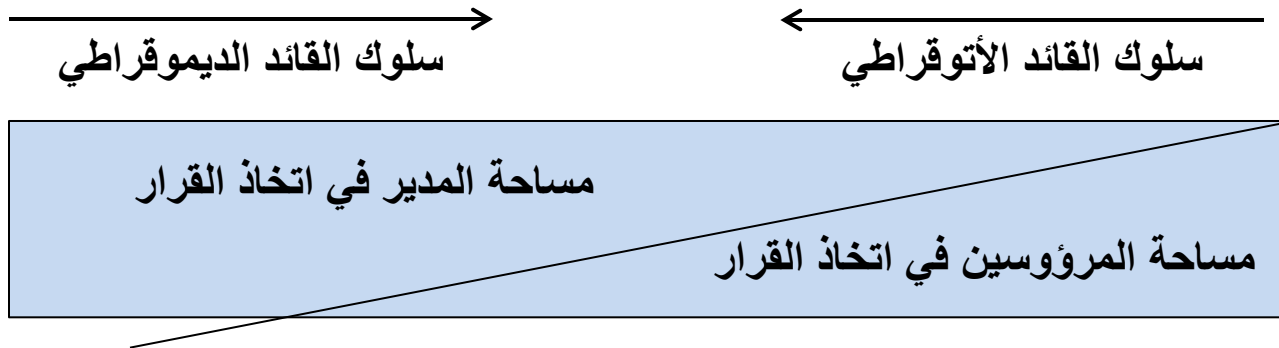 سلوك القائد الأتوقراطي
سلوك القائد الديموقراطي
مساحة المدير في اتخاذ القرار
مساحة المرؤوسين في اتخاذ القرار